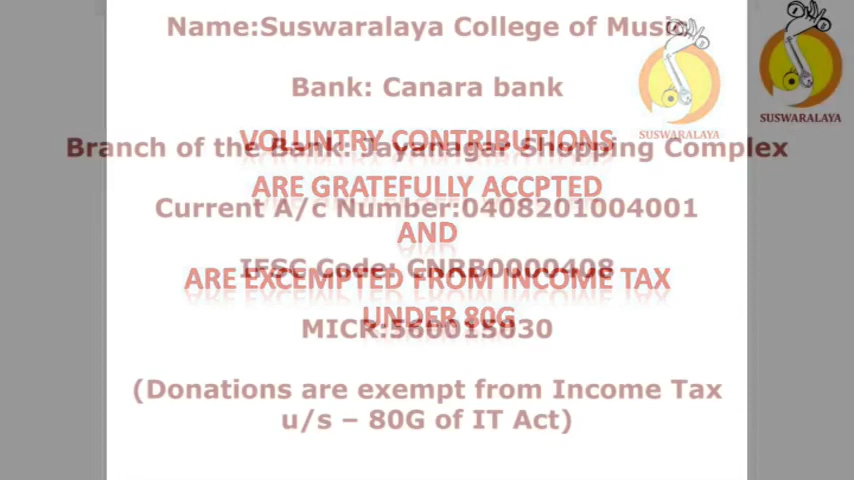 Name:Suswaralaya College of Music
Bank: Canara bank
SUSWARALAYA
SUSWARALAYA
VOLUNTRY CONTRIBUTIONS
Branch of the Bank: Jayanagar Shopping Complex
ARE GRATEFULLY ACCPTED
Current A/c Number:0408201004001
AND
IFSC Code: CNRB0000408
ARE EXCEMPTED FROM INCOME TAX
UNDER 80G
MICR:560015030
(Donations are exempt from Income Tax
u/s – 80G of IT Act)